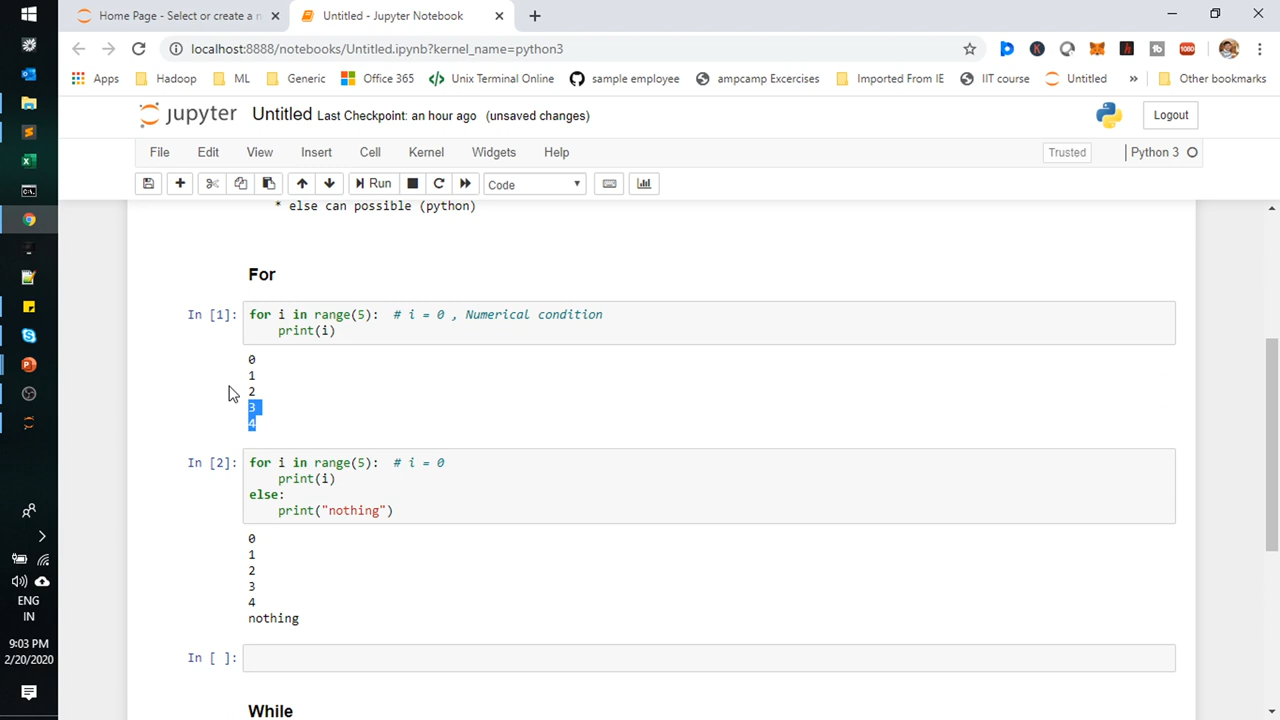 Home Page - Select or create a n
Untitled - Jupyter Notebook
localhost:8888/notebooks/Untitled.ipynb?kernel_name=python3
Apps Hadoop ML Generic Office 365 Unix Terminal Online sample employee ampcamp Excercises Imported From IE IIT course Untitled » Other bookmarks
jupyter Untitled Last Checkpoint: an hour ago (unsaved changes)
Logout
File Edit View Insert Cell Kernel Widgets Help
Trusted
Python 3
Run
Code
* else can possible (python)
For
In [1]: for i in range(5):  # i = 0 , Numerical condition
print(i)
0
1
2
3
4
In [2]: for i in range(5):  # i = 0
print(i)
else:
print("nothing")
0
1
2
3
4
nothing
In [ ]:
While
ENG
IN
9:03 PM
2/20/2020